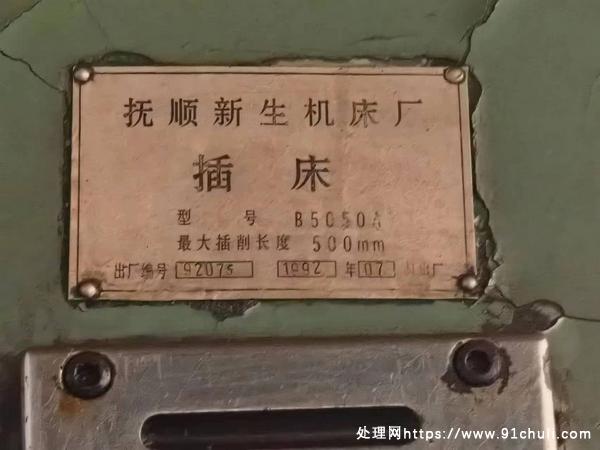 抚顺新生机床厂
插床
型号 B5050A
最大插削长度 500mm
出厂编号 92075 1992 年 07 月出厂
处理网https://www.91chuli.com